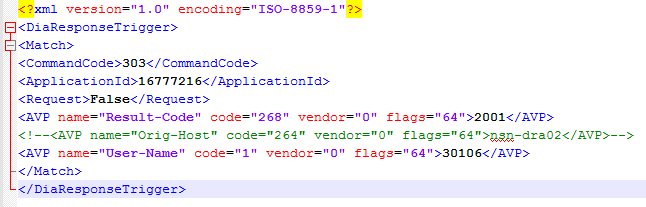 <?xml version="1.0" encoding="ISO-8859-1"?>
<DiaResponseTrigger>
<Match>
<CommandCode>303</CommandCode>
<ApplicationId>16777216</ApplicationId>
<Request>False</Request>
<AVP name="Result-Code" code="268" vendor="0" flags="64">2001</AVP>
<!--<AVP name="Orig-Host" code="264" vendor="0" flags="64">nsn-dra02</AVP>-->
<AVP name="User-Name" code="1" vendor="0" flags="64">30106</AVP>
</Match>
</DiaResponseTrigger>